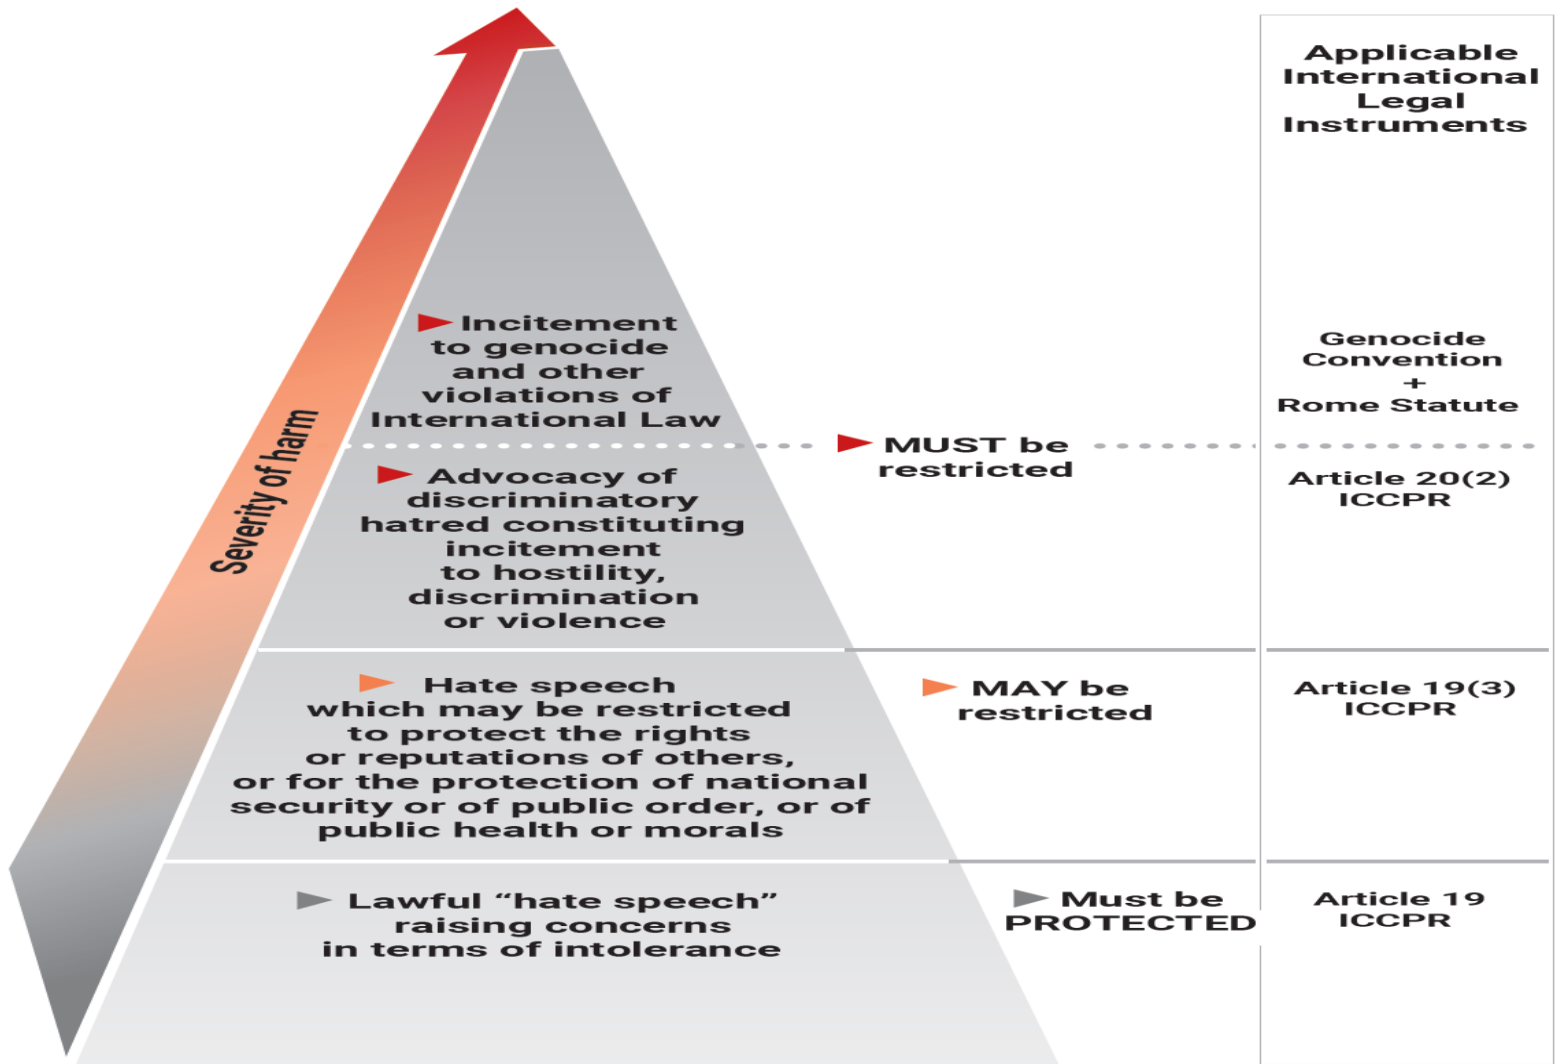 Applicable
International
Legal
Instruments
Severity of harm
Incitement
to genocide
and other
violations of
International Law
Genocide
Convention
+
Rome Statute
MUST be
restricted
Advocacy of
discriminatory
hatred constituting
incitement
to hostility,
discrimination
or violence
Article 20(2)
ICCPR
Hate speech
which may be restricted
to protect the rights
or reputations of others,
or for the protection of national
security or of public order, or of
public health or morals
MAY be
restricted
Article 19(3)
ICCPR
Lawful “hate speech”
raising concerns
in terms of intolerance
Must be
PROTECTED
Article 19
ICCPR